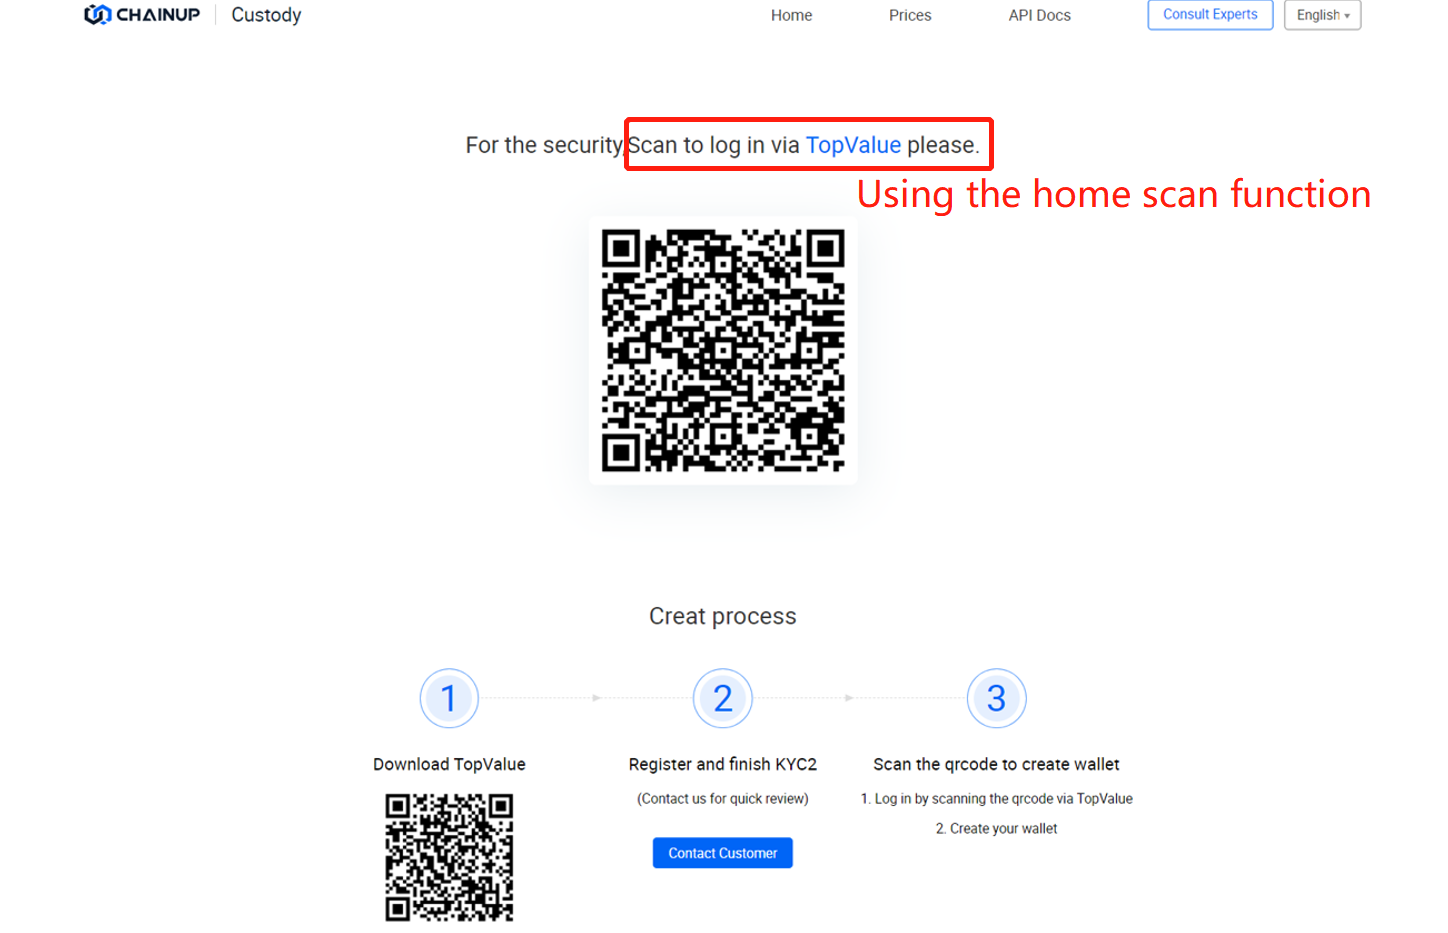 CHAINUP Custody
Home Prices API Docs Consult Experts English
For the security,Scan to log in via TopValue please.
Using the home scan function
Creat process
1 2 3
Download TopValue Register and finish KYC2 Scan the qrcode to create wallet
(Contact us for quick review) 1. Log in by scanning the qrcode via TopValue
2. Create your wallet
Contact Customer